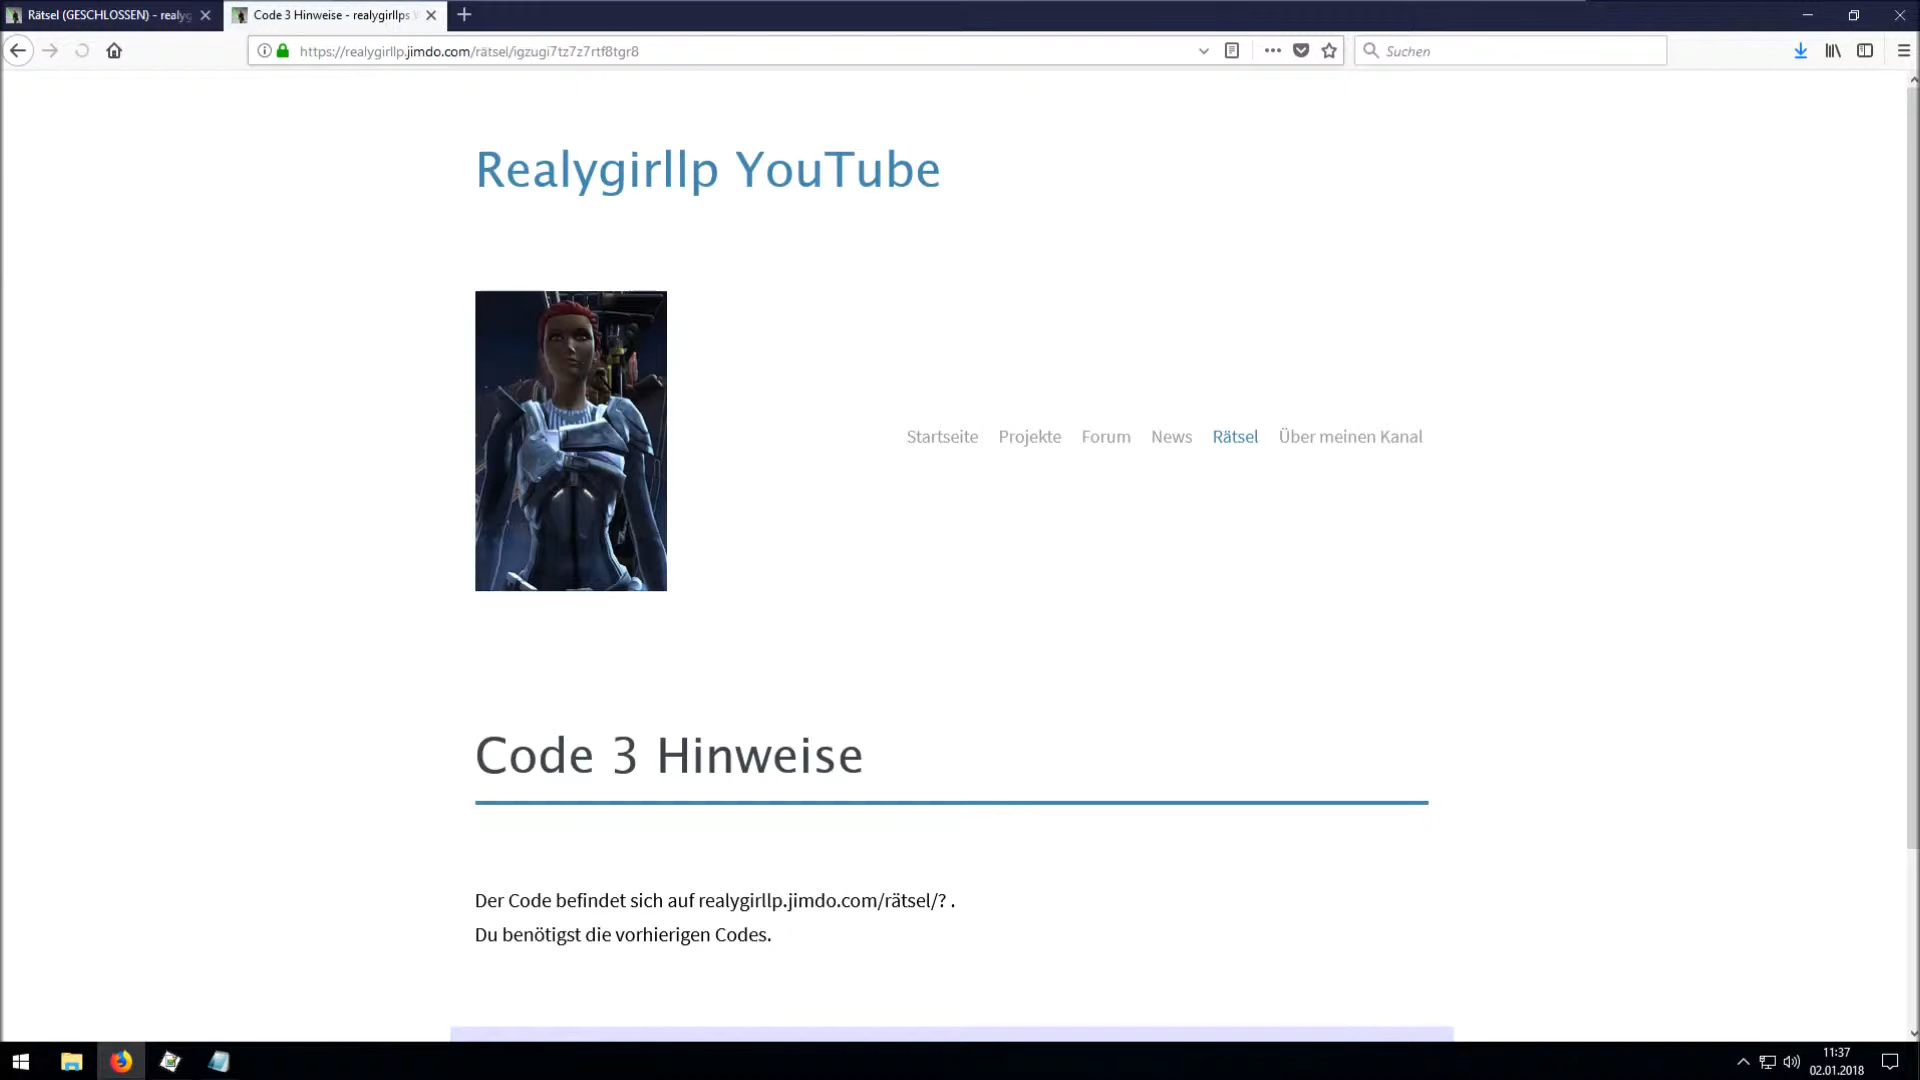 Rätsel (GESCHLOSSEN) - realyg
Code 3 Hinweise - realygirllps
https://realygirllp.jimdo.com/rätsel/igzugi7tz7z7rtf8tgr8
Suchen
Realygirllp YouTube
Startseite Projekte Forum News Rätsel Über meinen Kanal
Code 3 Hinweise
Der Code befindet sich auf realygirllp.jimdo.com/rätsel/? .
Du benötigst die vorhierigen Codes.
11:37
02.01.2018